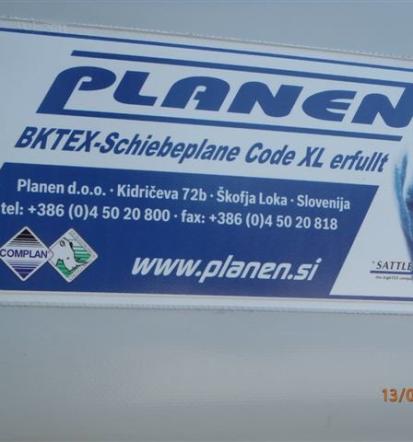 PLANEN
BKTEX-Schiebeplane Code XL erfullt
Planen d.o.o. · Kidričeva 72b · Škofja Loka · Slovenija
tel: +386 (0)4 50 20 800 · fax: +386 (0)4 50 20 818
COMPLAN
www.planen.si
SATTLE
13/0